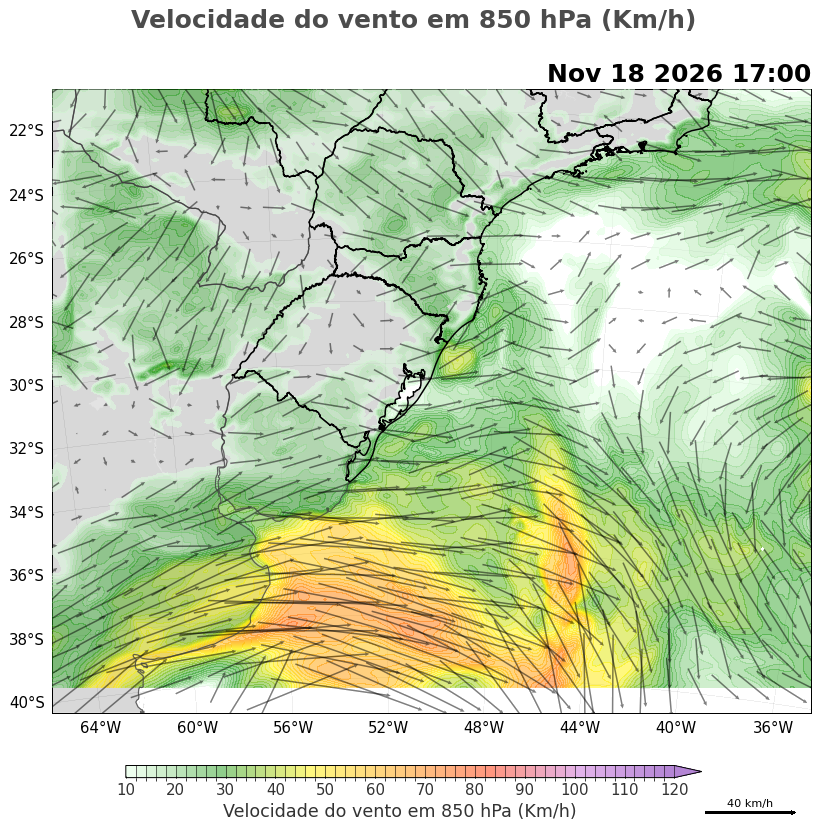 Velocidade do vento em 850 hPa (Km/h)
Nov 18 2026 17:00
22°S
24°S
26°S
28°S
30°S
32°S
34°S
36°S
38°S
40°S
64°W 60°W 56°W 52°W 48°W 44°W 40°W 36°W
10 20 30 40 50 60 70 80 90 100 110 120
Velocidade do vento em 850 hPa (Km/h)
40 km/h